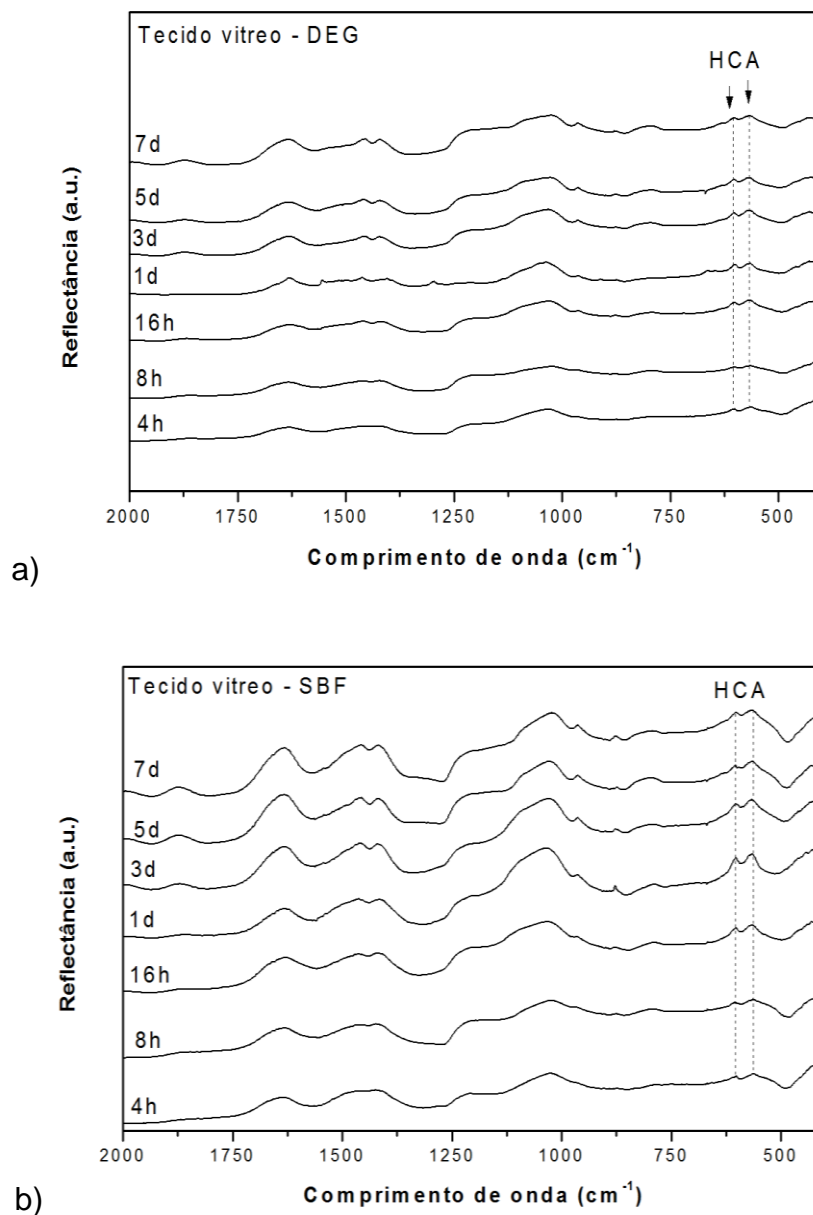 Tecido vitreo - DEG
HCA
7d
5d
3d
1d
16h
8h
4h
Reflectância (a.u.)
2000 1750 1500 1250 1000 750 500
Comprimento de onda (cm⁻¹)
a)
Tecido vitreo - SBF
HCA
7d
5d
3d
1d
16h
8h
4h
Reflectância (a.u.)
2000 1750 1500 1250 1000 750 500
Comprimento de onda (cm⁻¹)
b)